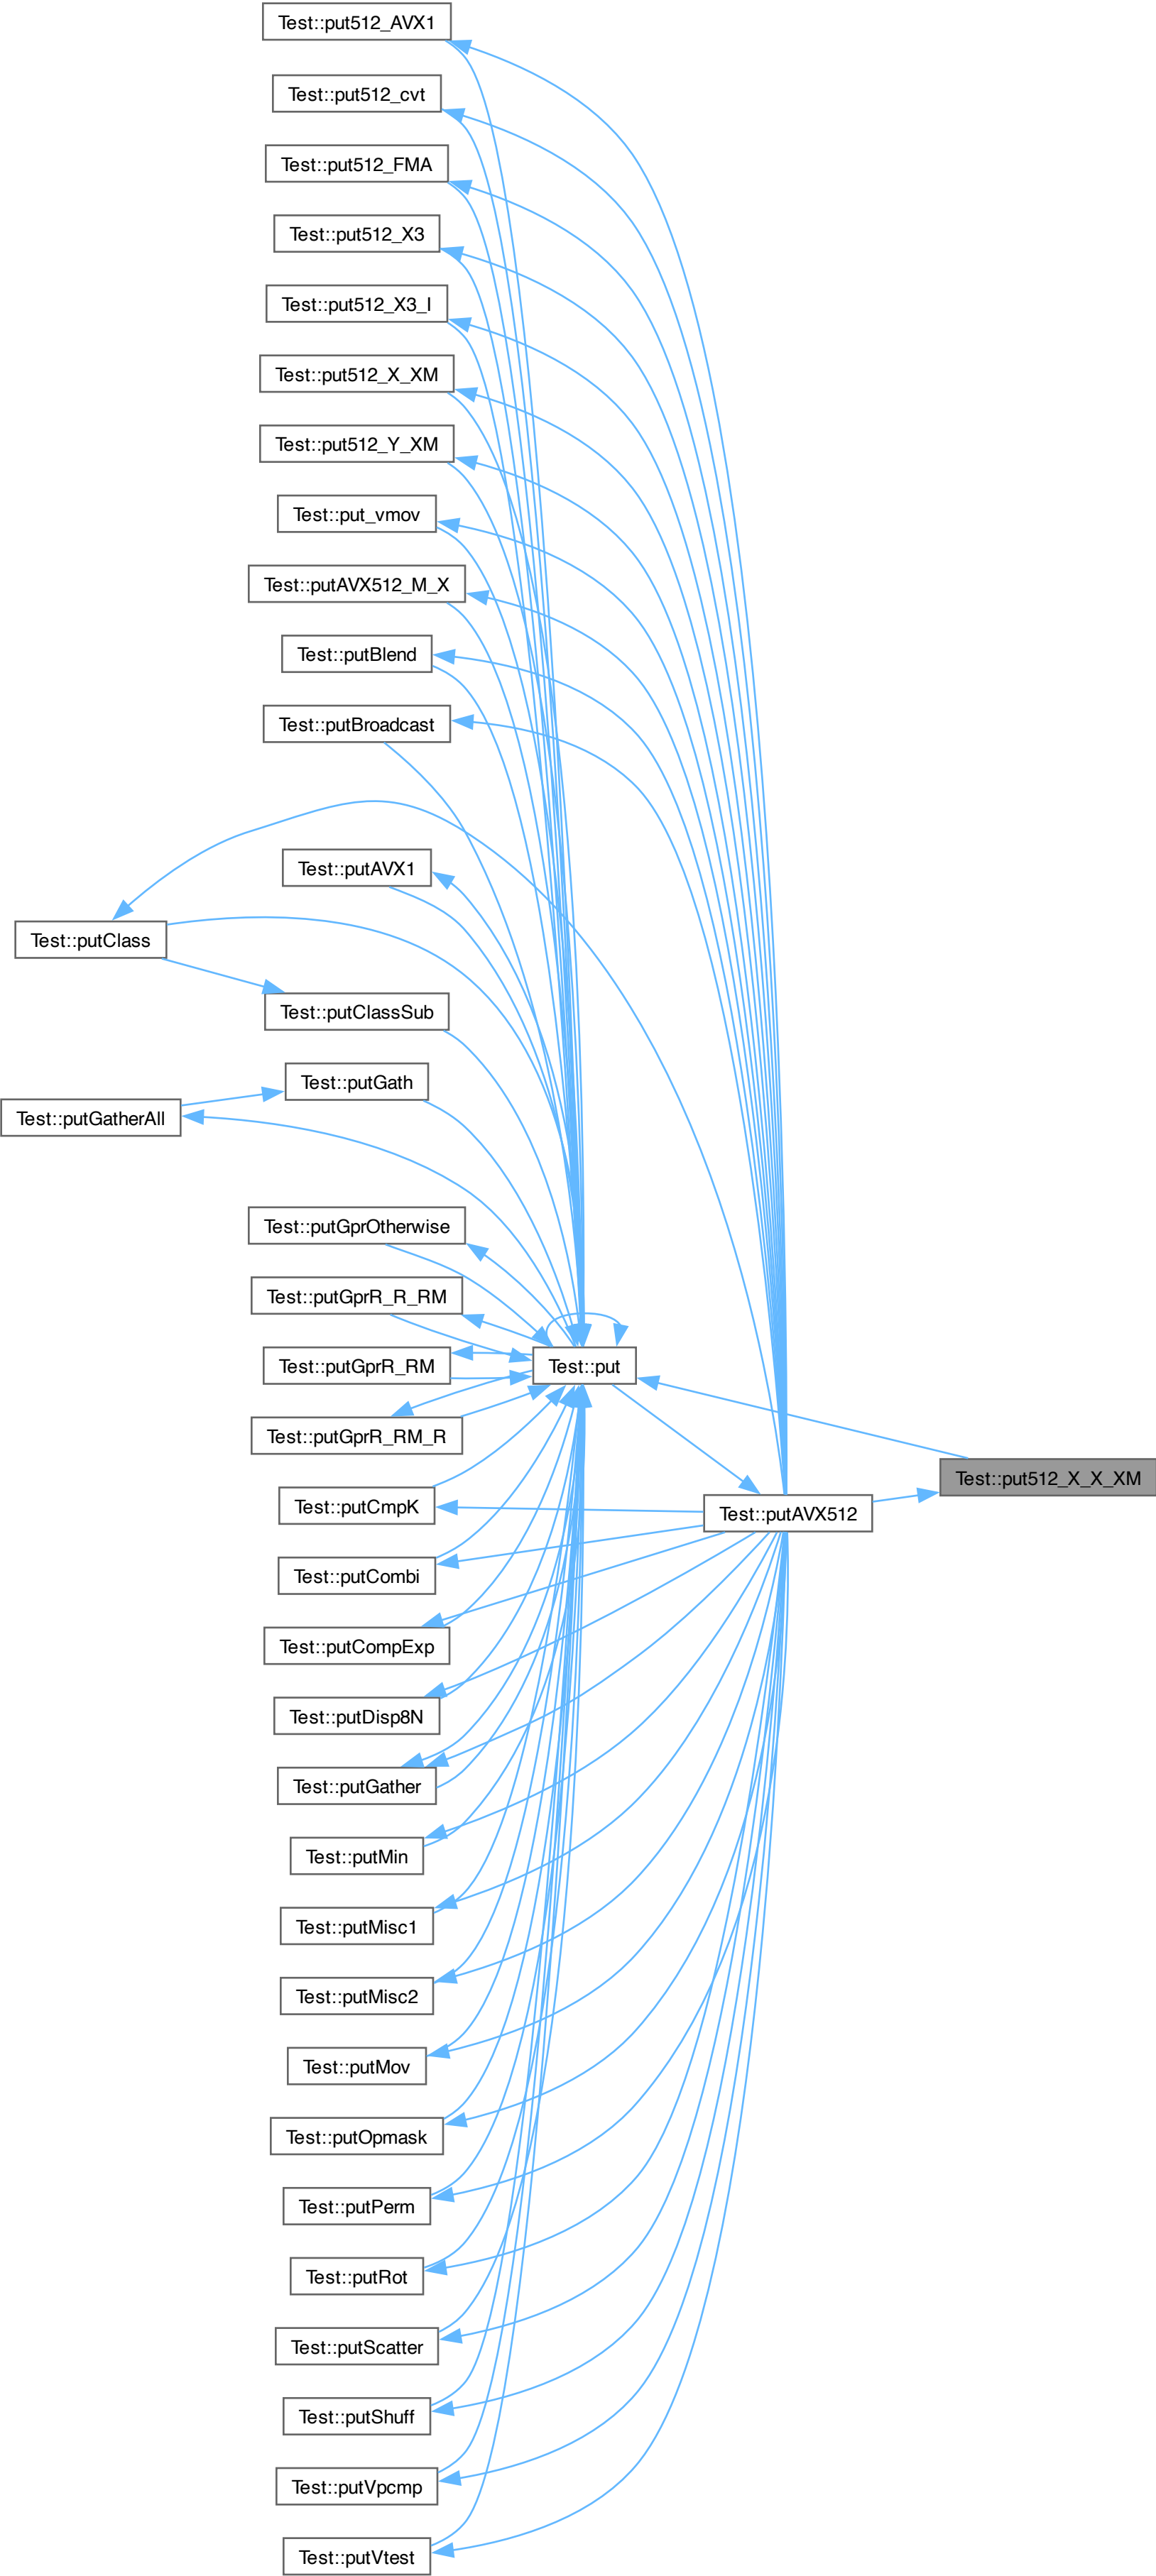 Test::put512_AVX1
Test::put512_cvt
Test::put512_FMA
Test::put512_X3
Test::put512_X3_I
Test::put512_X_XM
Test::put512_Y_XM
Test::put_vmov
Test::putAVX512_M_X
Test::putBlend
Test::putBroadcast
Test::putAVX1
Test::putClass
Test::putClassSub
Test::putGath
Test::putGatherAll
Test::putGprOtherwise
Test::putGprR_R_RM
Test::putGprR_RM
Test::put
Test::putGprR_RM_R
Test::put512_X_X_XM
Test::putCmpK
Test::putAVX512
Test::putCombi
Test::putCompExp
Test::putDisp8N
Test::putGather
Test::putMin
Test::putMisc1
Test::putMisc2
Test::putMov
Test::putOpmask
Test::putPerm
Test::putRot
Test::putScatter
Test::putShuff
Test::putVpcmp
Test::putVtest